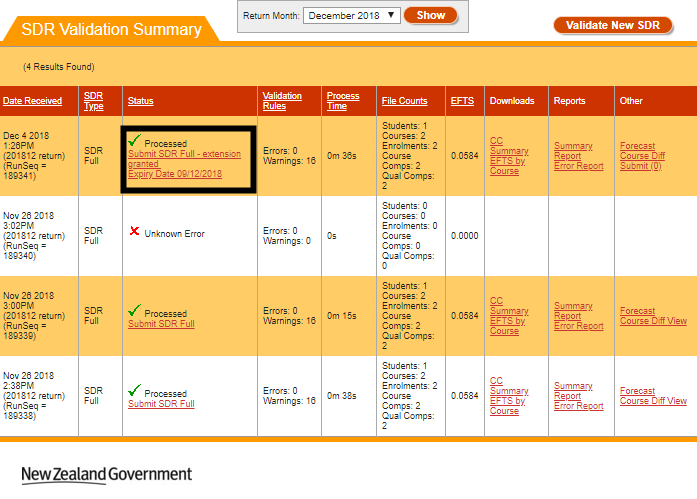 Return Month: December 2018 Show
SDR Validation Summary
Validate New SDR
(4 Results Found)
Date Received SDR Type Status Validation Rules Process Time File Counts EFTS Downloads Reports Other
Dec 4 2018
1:26PM
(201812 return)
(RunSeq =
189341)
SDR
Full
Processed
Submit SDR Full - extension
granted
Expiry Date 09/12/2018
Errors: 0
Warnings: 16
0m 36s
Students: 1
Courses: 2
Enrolments: 2
Course
Comps: 2
Qual Comps:
2
0.0584
CC
Summary
EFTS by
Course
Summary
Report
Error Report
Forecast
Course Diff
Submit (0)
Nov 26 2018
3:02PM
(201812 return)
(RunSeq =
189340)
SDR
Full
Unknown Error
Errors: 0
Warnings: 0
0s
Students: 0
Courses: 0
Enrolments: 0
Course
Comps: 0
Qual Comps:
0
0.0000
Nov 26 2018
3:00PM
(201812 return)
(RunSeq =
189339)
SDR
Full
Processed
Submit SDR Full
Errors: 0
Warnings: 16
0m 15s
Students: 1
Courses: 2
Enrolments: 2
Course
Comps: 2
Qual Comps:
2
0.0584
CC
Summary
EFTS by
Course
Summary
Report
Error Report
Forecast
Course Diff View
Nov 26 2018
2:38PM
(201812 return)
(RunSeq =
189338)
SDR
Full
Processed
Submit SDR Full
Errors: 0
Warnings: 16
0m 38s
Students: 1
Courses: 2
Enrolments: 2
Course
Comps: 2
Qual Comps:
2
0.0584
CC
Summary
EFTS by
Course
Summary
Report
Error Report
Forecast
Course Diff View
New Zealand Government